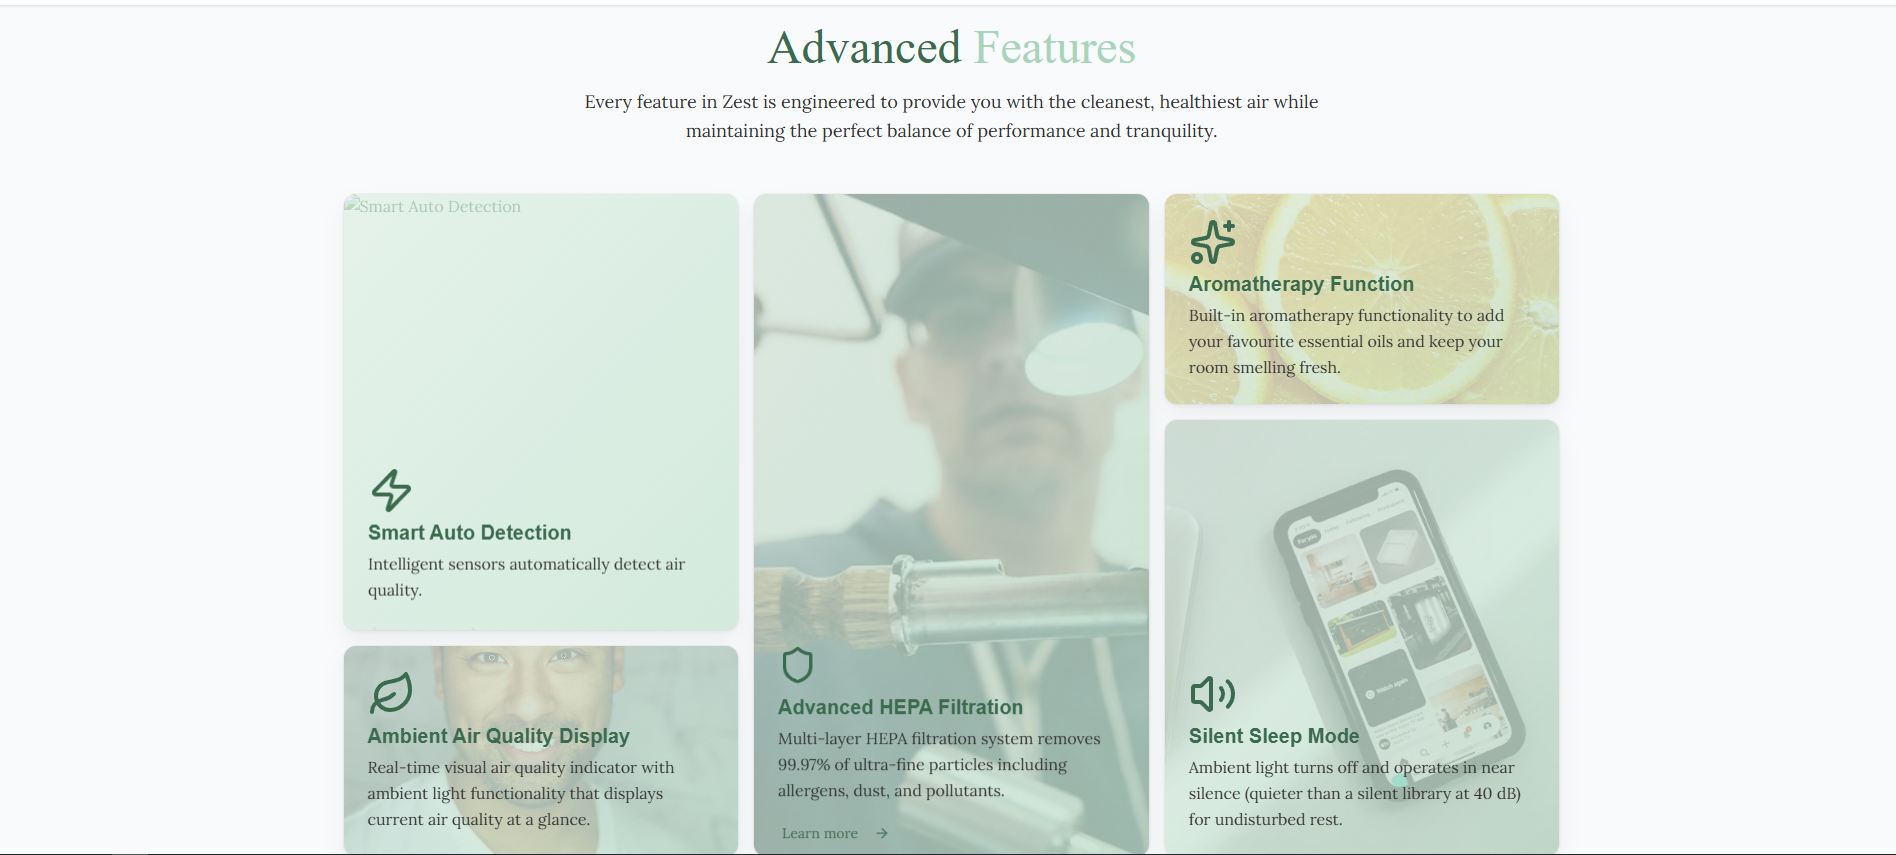 Advanced Features
Every feature in Zest is engineered to provide you with the cleanest, healthiest air while
maintaining the perfect balance of performance and tranquility.
Smart Auto Detection
Smart Auto Detection
Intelligent sensors automatically detect air
quality.
Ambient Air Quality Display
Real-time visual air quality indicator with
ambient light functionality that displays
current air quality at a glance.
Advanced HEPA Filtration
Multi-layer HEPA filtration system removes
99.97% of ultra-fine particles including
allergens, dust, and pollutants.
Learn more
Aromatherapy Function
Built-in aromatherapy functionality to add
your favourite essential oils and keep your
room smelling fresh.
For you
Watch again
Silent Sleep Mode
Ambient light turns off and operates in near
silence (quieter than a silent library at 40 dB)
for undisturbed rest.